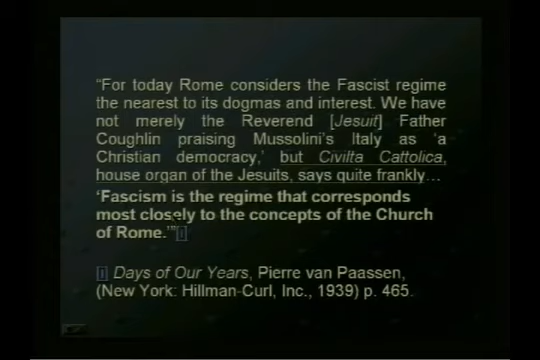 “For today Rome considers the Fascist regime
the nearest to its dogmas and interest. We have
not merely the Reverend [Jesuit] Father
Coughlin praising Mussolini's Italy as ‘a
Christian democracy,’ but Civilta Cattolica,
house organ of the Jesuits, says quite frankly…
‘Fascism is the regime that corresponds
most closely to the concepts of the Church
of Rome.’”[]
[] Days of Our Years, Pierre van Paassen,
(New York: Hillman-Curl, Inc., 1939) p. 465.